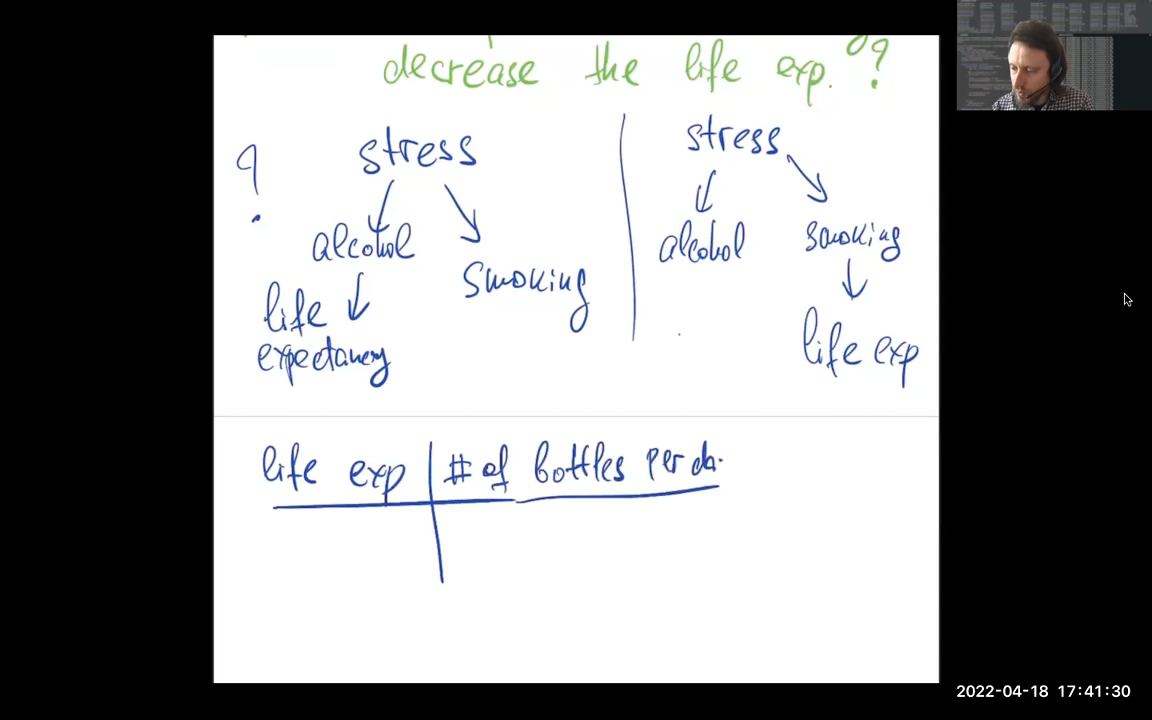 decrease the life exp. ?
? stress | stress
alcohol smoking | alcohol smoking
life
expectancy
life exp
life exp | # of bottles per da.
2022-04-18 17:41:30